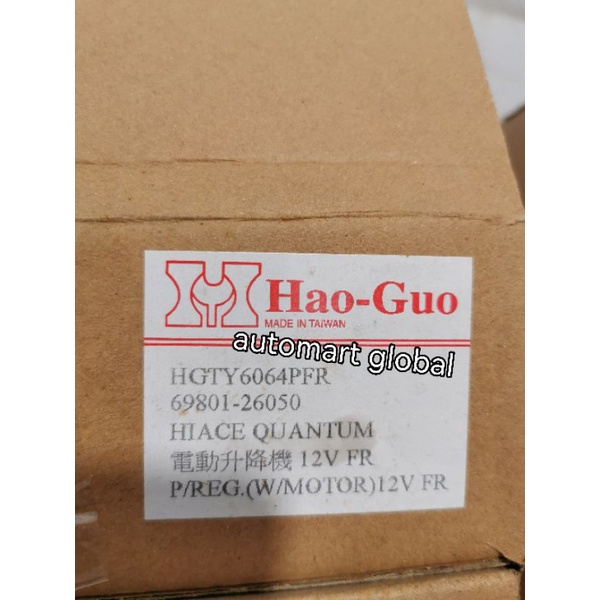 Hao-Guo
MADE IN TAIWAN
automart global
HGTY6064PFR
69801-26050
HIACE QUANTUM
電動升降機 12V FR
P/REG.(W/MOTOR)12V FR